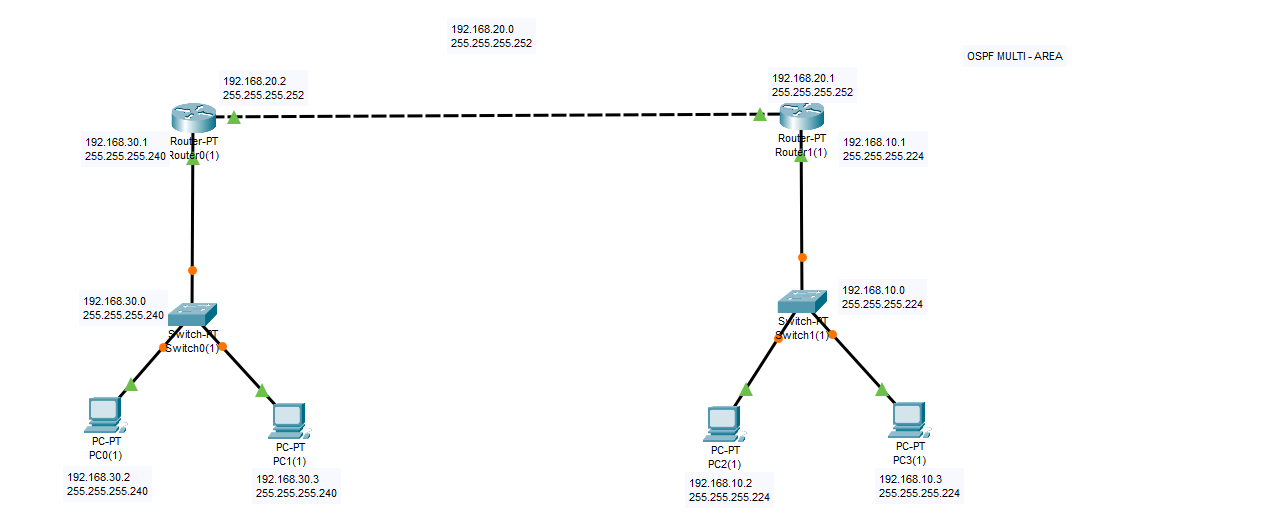 192.168.20.0
255.255.255.252
OSPF MULTI - AREA
192.168.20.2
255.255.255.252
192.168.20.1
255.255.255.252
192.168.30.1
255.255.255.240
Router-PT
Router0(1)
Router-PT
Router1(1)
192.168.10.1
255.255.255.224
192.168.30.0
255.255.255.240
Switch-PT
Switch0(1)
Switch-PT
Switch1(1)
192.168.10.0
255.255.255.224
PC-PT
PC0(1)
PC-PT
PC1(1)
PC-PT
PC2(1)
PC-PT
PC3(1)
192.168.30.2
255.255.255.240
192.168.30.3
255.255.255.240
192.168.10.2
255.255.255.224
192.168.10.3
255.255.255.224